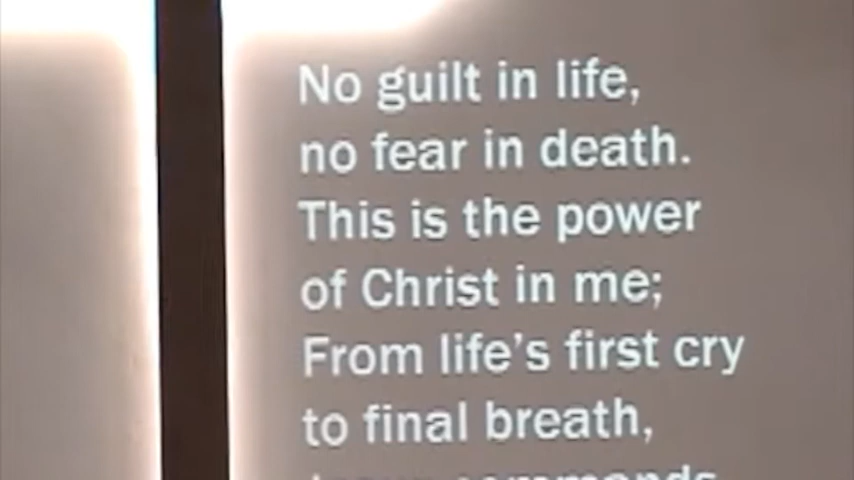 No guilt in life,
no fear in death.
This is the power
of Christ in me;
From life's first cry
to final breath,